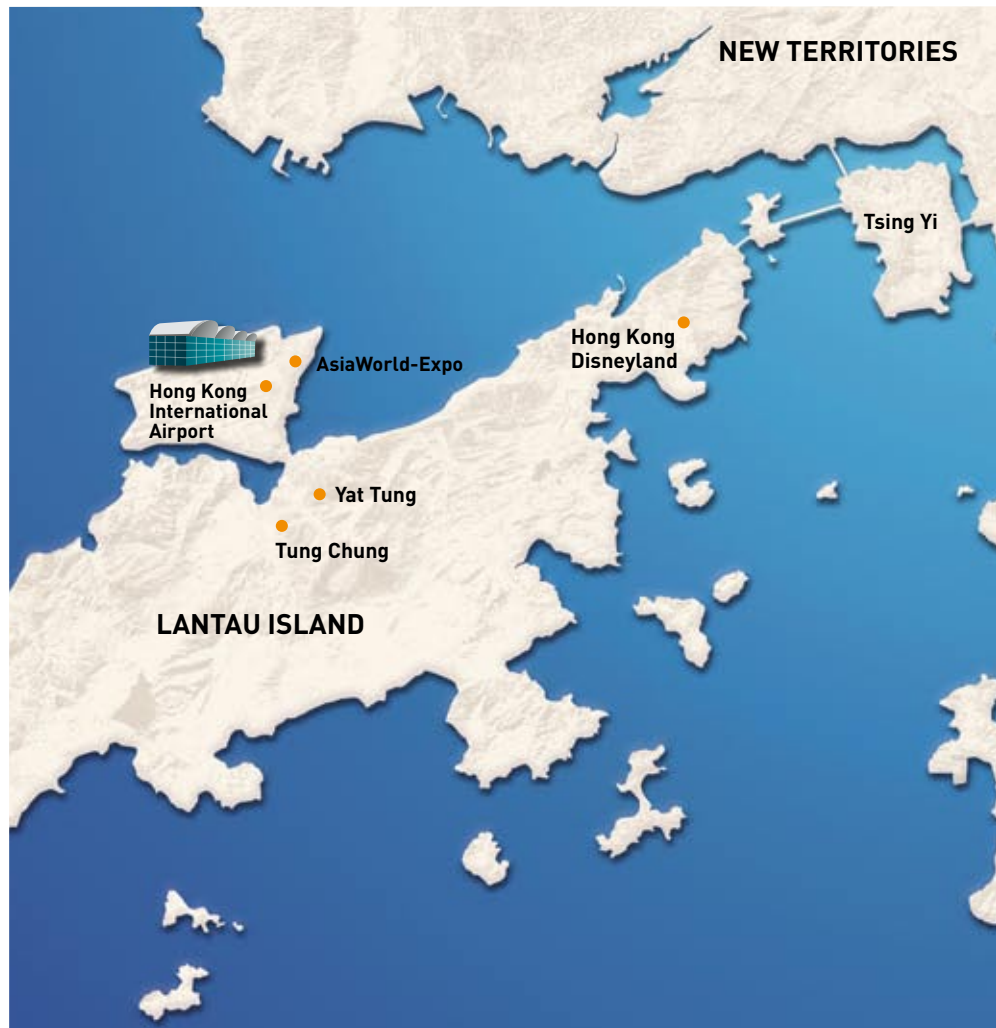 NEW TERRITORIES
Tsing Yi
Hong Kong
Disneyland
AsiaWorld-Expo
Hong Kong
International
Airport
Yat Tung
Tung Chung
LANTAU ISLAND